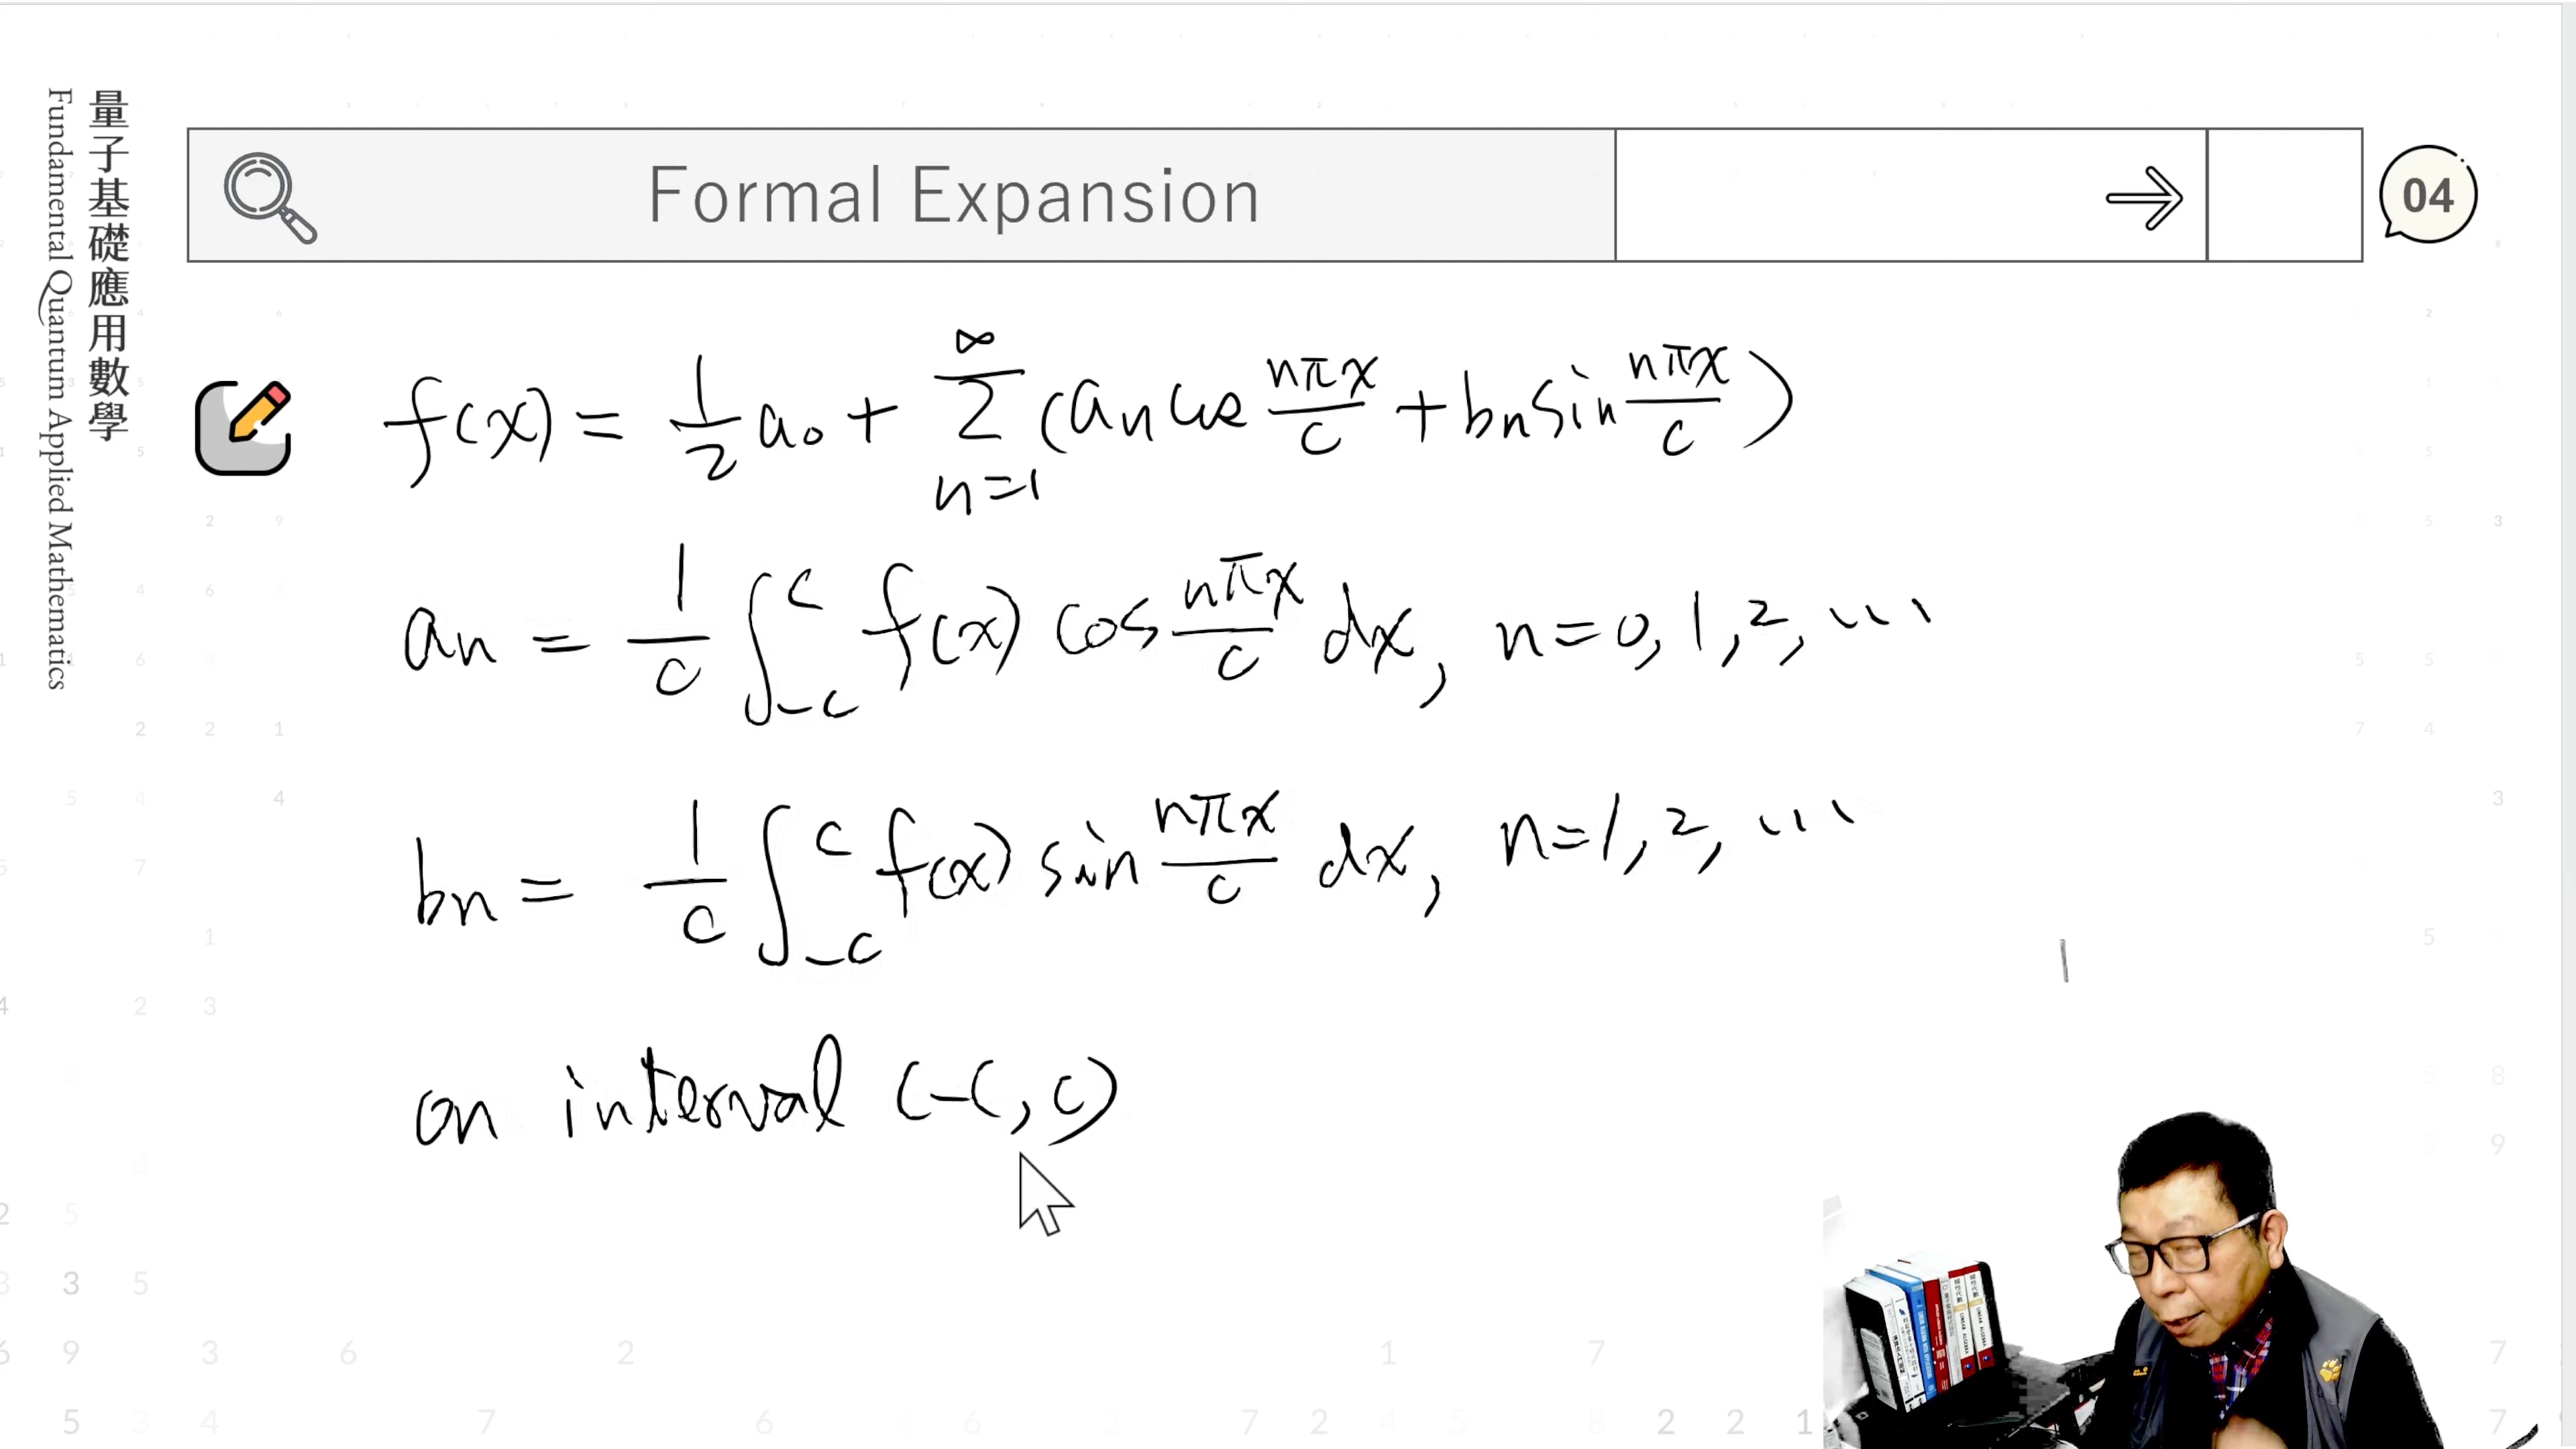 量子基礎應用數學
Fundamental Quantum Applied Mathematics
Formal Expansion
04
f(x) = 1/2 a₀ + ∑_{n=1}^{∞} (an cos nπx/c + bn sin nπx/c)
an = 1/c ∫_{-c}^{c} f(x) cos nπx/c dx, n=0,1,2,...
bn = 1/c ∫_{-c}^{c} f(x) sin nπx/c dx, n=1,2,...
on interval (-c,c)